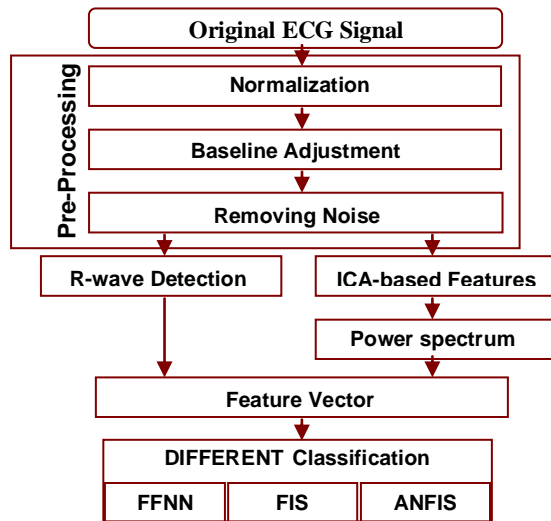 Original ECG Signal
Pre-Processing
Normalization
Baseline Adjustment
Removing Noise
R-wave Detection
ICA-based Features
Power spectrum
Feature Vector
DIFFERENT Classification
FFNN
FIS
ANFIS